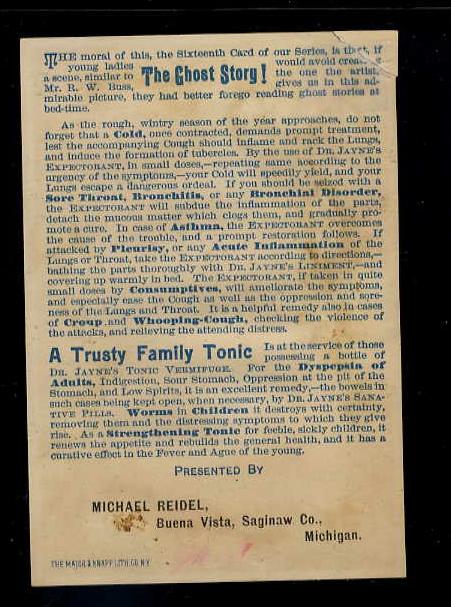 THE moral of this, the Sixteenth Card of our Series, is that, if
young ladies would avoid
a scene, similar to The Ghost Story! the one the artist,
Mr. R. W. Buss, gives us in this ad-
mirable picture, they had better forego reading ghost stories at
bed-time.
As the rough, wintry season of the year approaches, do not
forget that a Cold, once contracted, demands prompt treatment,
lest the accompanying Cough should inflame and rack the Lungs,
and induce the formation of tubercles. By the use of DR. JAYNE'S
EXPECTORANT, in small doses,—repeating same according to the
urgency of the symptoms,—your Cold will speedily yield, and your
Lungs escape a dangerous ordeal. If you should be seized with a
Sore Throat, Bronchitis, or any Bronchial Disorder,
the EXPECTORANT will subdue the inflammation of the parts,
detach the mucous matter which clogs them, and gradually pro-
mote a cure. In case of Asthma, the EXPECTORANT overcomes
the cause of the trouble, and a prompt restoration follows. If
attacked by Pleurisy, or any Acute Inflammation of the
Lungs or Throat, take the EXPECTORANT according to directions,—
bathing the parts thoroughly with DR. JAYNE'S LINIMENT,—and
covering up warmly in bed. The EXPECTORANT, if taken in quite
small doses by Consumptives, will ameliorate the symptoms,
and especially ease the Cough as well as the oppression and sore-
ness of the Lungs and Throat. It is a helpful remedy also in cases
of Croup and Whooping-Cough, checking the violence of
the attacks, and relieving the attending distress.
A Trusty Family Tonic Is at the service of those
possessing a bottle of
DR. JAYNE'S TONIC VERMIFUGE. For the Dyspepsia of
Adults, Indigestion, Sour Stomach, Oppression at the pit of the
Stomach, and Low Spirits, it is an excellent remedy,—the bowels in
such cases being kept open, when necessary, by DR. JAYNE'S SANA-
TIVE PILLS. Worms in Children it destroys with certainty,
removing them and the distressing symptoms to which they give
rise. As a Strengthening Tonic for feeble, sickly children, it
renews the appetite and rebuilds the general health, and it has a
curative effect in the Fever and Ague of the young.
PRESENTED BY
MICHAEL REIDEL,
Buena Vista, Saginaw Co.,
Michigan.
THE MAJOR & KNAPP LITH. CO. N.Y.